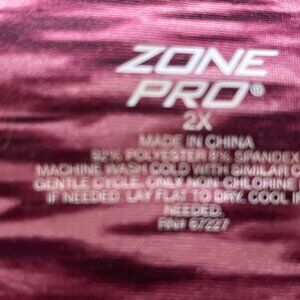 ZONE
PRO®
2X
MADE IN CHINA
92% POLYESTER 8% SPANDEX
MACHINE WASH COLD WITH SIMILAR
GENTLE CYCLE. ONLY NON-CHLORINE
IF NEEDED. LAY FLAT TO DRY. COOL
NEEDED.
RN# 67227